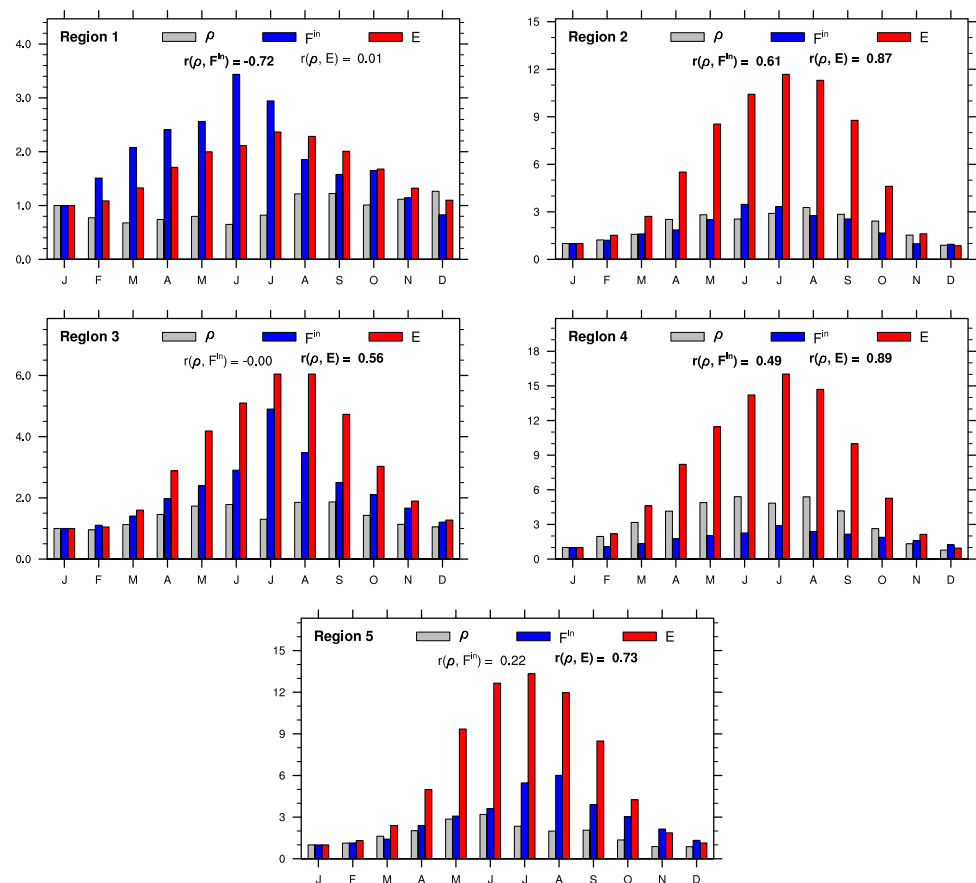 Region 1 ρ F^in E
r(ρ, F^in) = -0.72 r(ρ, E) = 0.01
4.0
3.0
2.0
1.0
0.0
J F M A M J J A S O N D
Region 2 ρ F^in E
r(ρ, F^in) = 0.61 r(ρ, E) = 0.87
15
12
9
6
3
0
J F M A M J J A S O N D
Region 3 ρ F^in E
r(ρ, F^in) = -0.00 r(ρ, E) = 0.56
6.0
4.0
2.0
0.0
J F M A M J J A S O N D
Region 4 ρ F^in E
r(ρ, F^in) = 0.49 r(ρ, E) = 0.89
18
15
12
9
6
3
0
J F M A M J J A S O N D
Region 5 ρ F^in E
r(ρ, F^in) = 0.22 r(ρ, E) = 0.73
15
12
9
6
3
0
J F M A M J J A S O N D